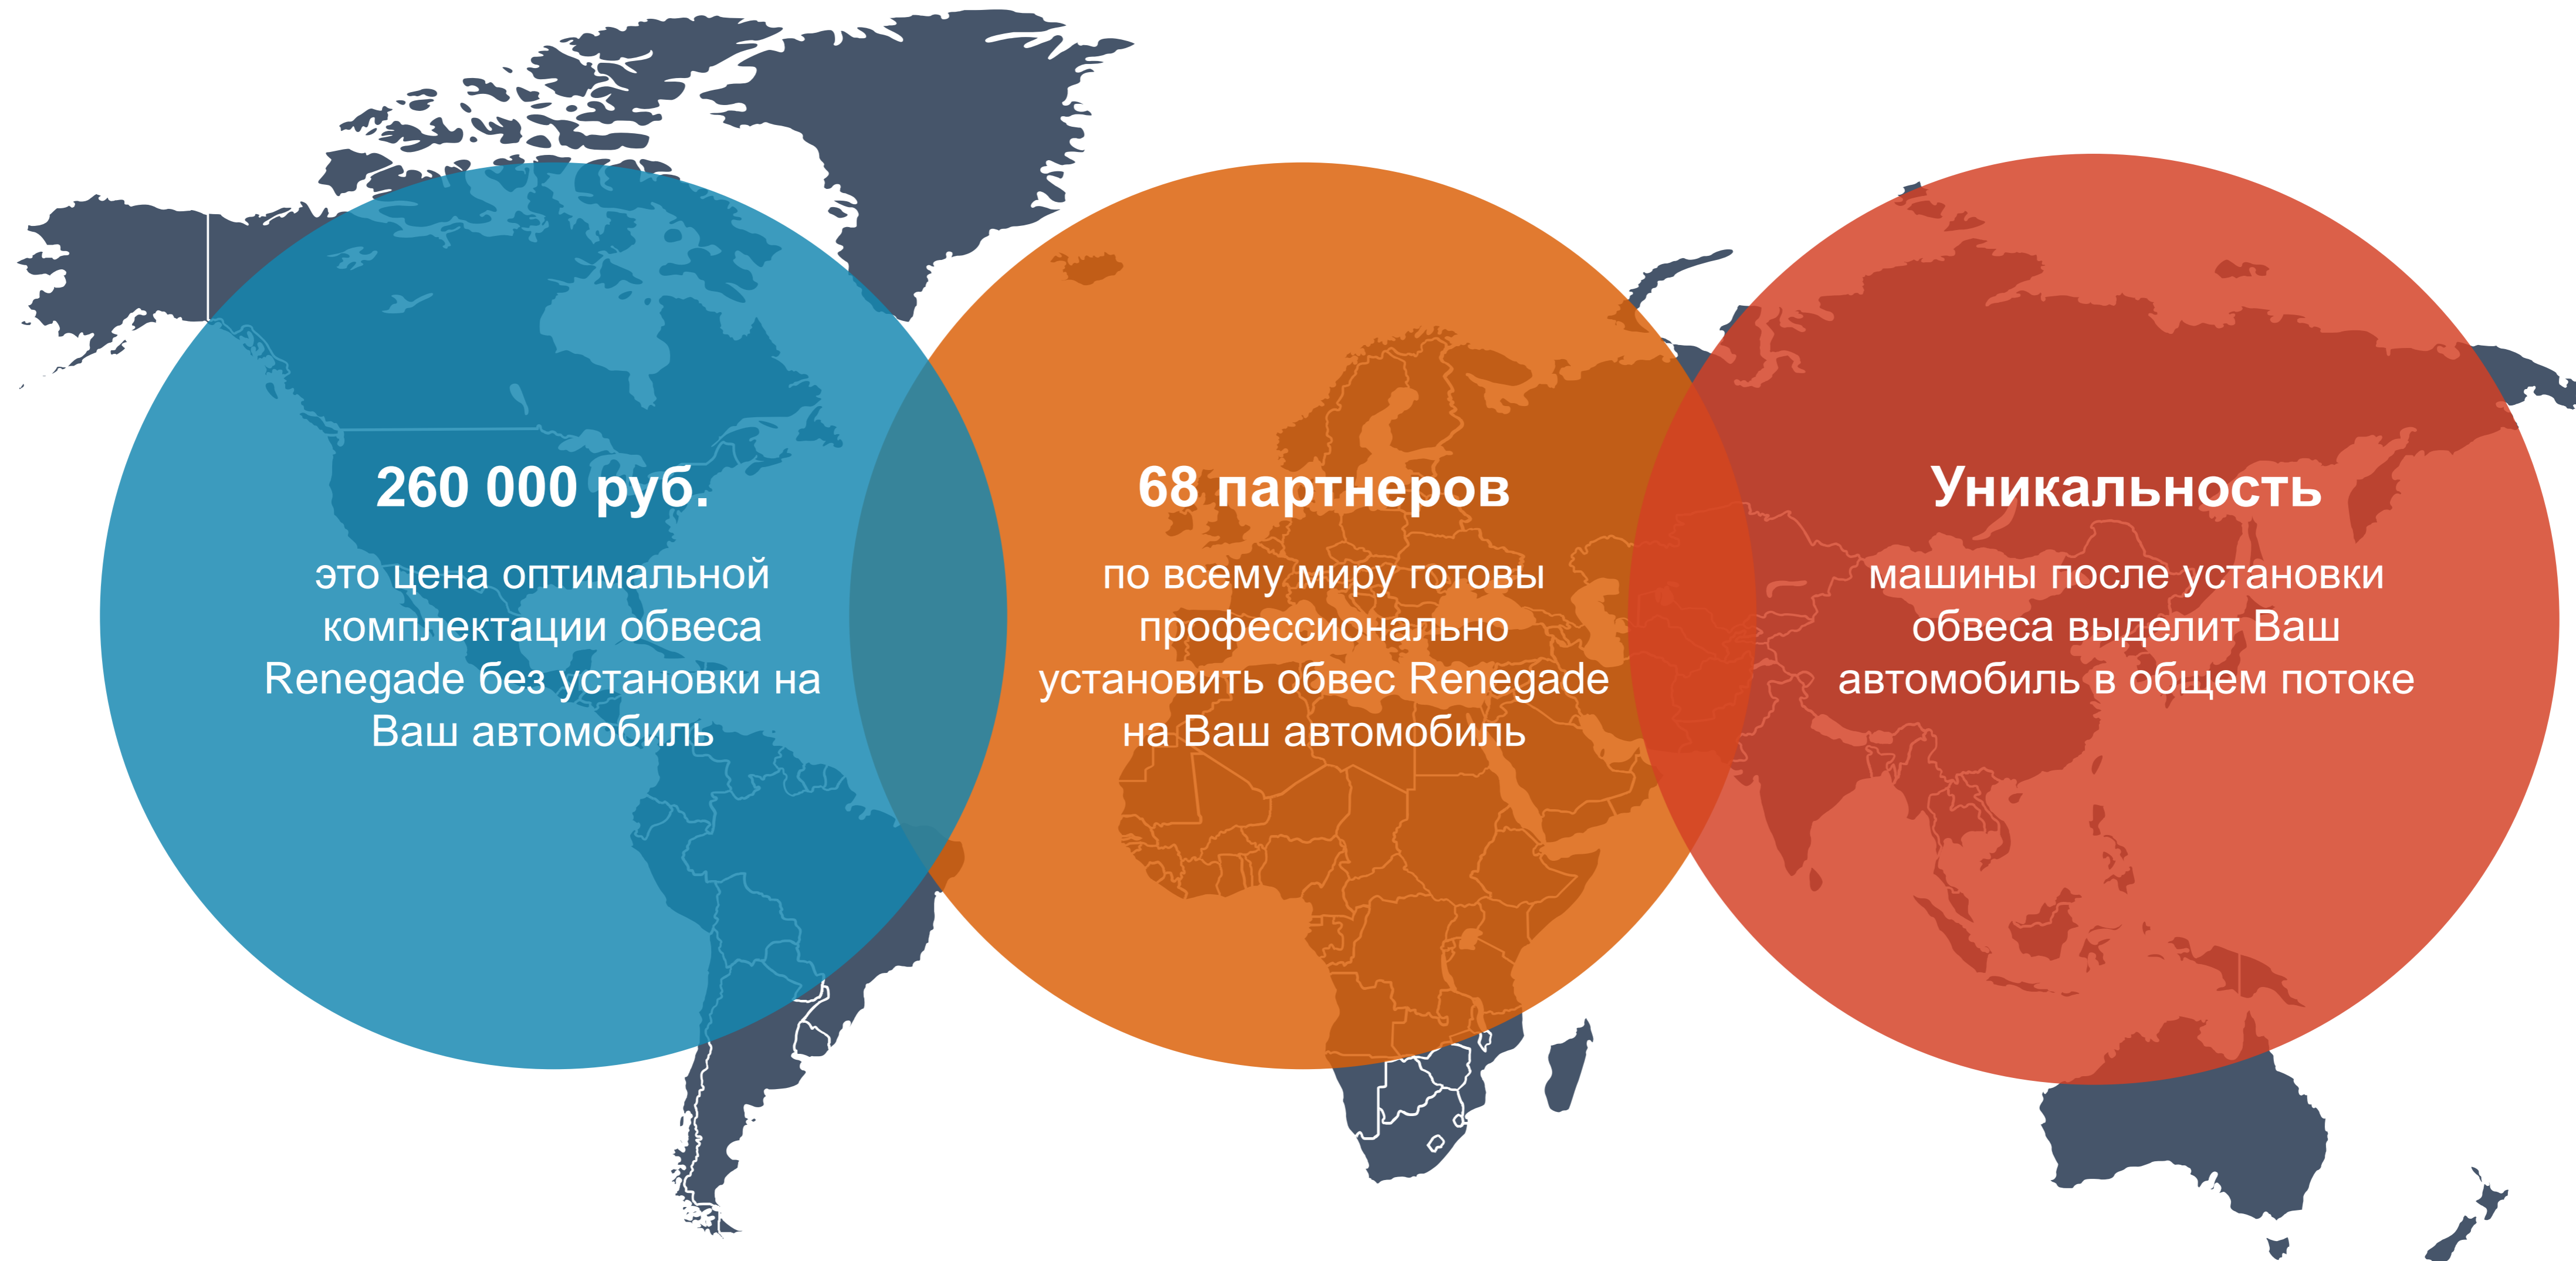 260 000 руб.
это цена оптимальной
комплектации обвеса
Renegade без установки на
Ваш автомобиль
68 партнеров
по всему миру готовы
профессионально
установить обвес Renegade
на Ваш автомобиль
Уникальность
машины после установки
обвеса выделит Ваш
автомобиль в общем потоке